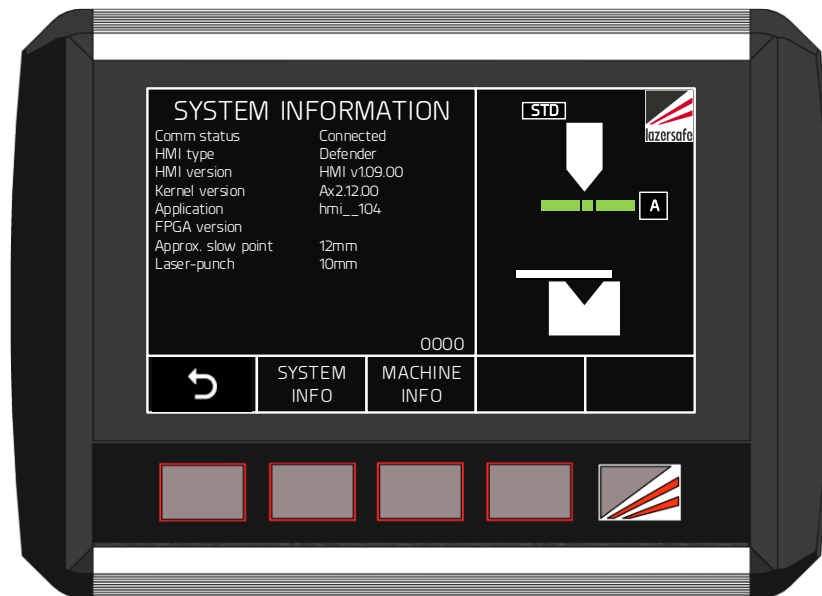 SYSTEM INFORMATION
Comm status Connected
HMI type Defender
HMI version HMI v1.09.00
Kernel version Ax2.12.00
Application hmi__104
FPGA version
Approx. slow point 12mm
Laser-punch 10mm
0000
STD
lazersafe
A
SYSTEM
INFO
MACHINE
INFO